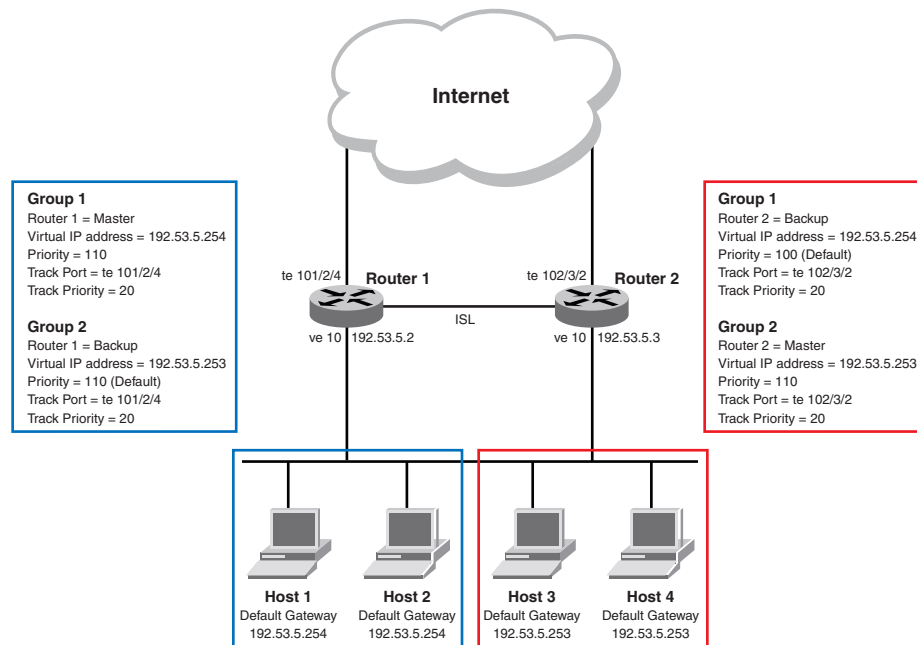 Internet
Group 1
Router 1 = Master
Virtual IP address = 192.53.5.254
Priority = 110
Track Port = te 101/2/4
Track Priority = 20
Group 2
Router 1 = Backup
Virtual IP address = 192.53.5.253
Priority = 110 (Default)
Track Port = te 101/2/4
Track Priority = 20
Group 1
Router 2 = Backup
Virtual IP address = 192.53.5.254
Priority = 100 (Default)
Track Port = te 102/3/2
Track Priority = 20
Group 2
Router 2 = Master
Virtual IP address = 192.53.5.253
Priority = 110
Track Port = te 102/3/2
Track Priority = 20
te 101/2/4
Router 1
te 102/3/2
Router 2
ISL
ve 10
192.53.5.2
ve 10
192.53.5.3
Host 1
Default Gateway
192.53.5.254
Host 2
Default Gateway
192.53.5.254
Host 3
Default Gateway
192.53.5.253
Host 4
Default Gateway
192.53.5.253